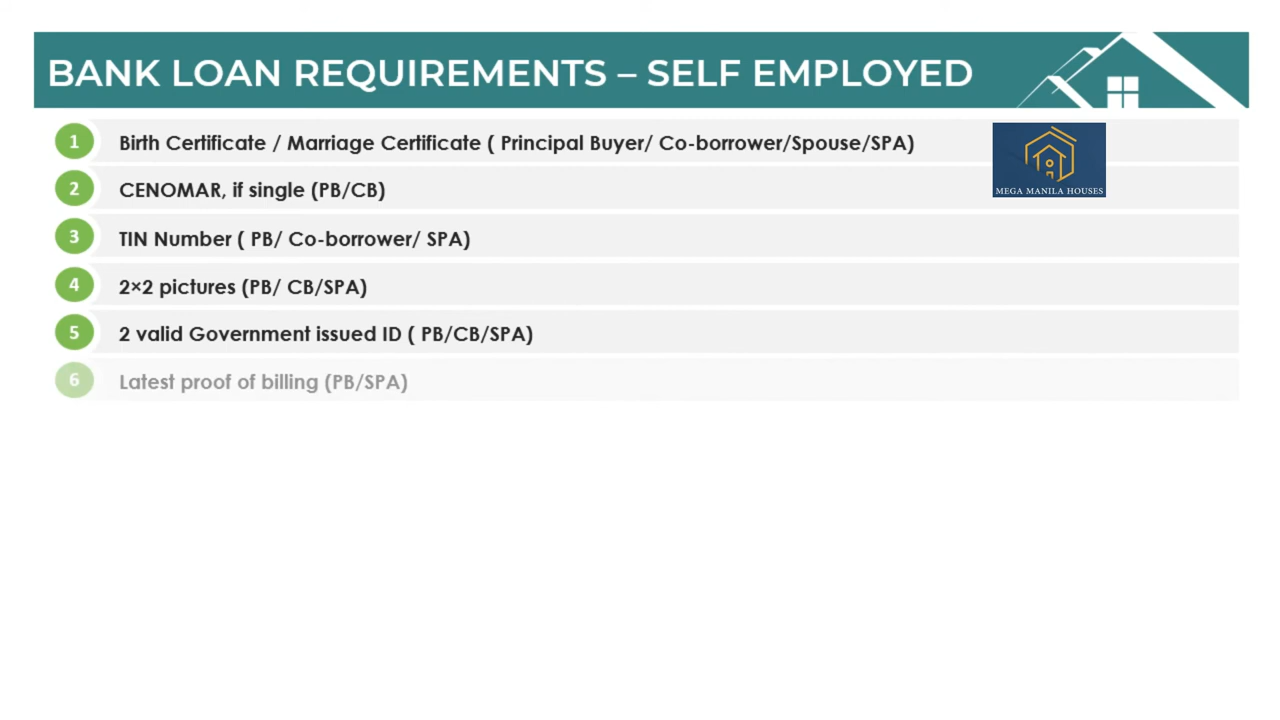 BANK LOAN REQUIREMENTS – SELF EMPLOYED
1 Birth Certificate / Marriage Certificate ( Principal Buyer/ Co-borrower/Spouse/SPA)
MEGA MANILA HOUSES
2 CENOMAR, if single (PB/CB)
3 TIN Number ( PB/ Co-borrower/ SPA)
4 2×2 pictures (PB/ CB/SPA)
5 2 valid Government issued ID ( PB/CB/SPA)
6 Latest proof of billing (PB/SPA)